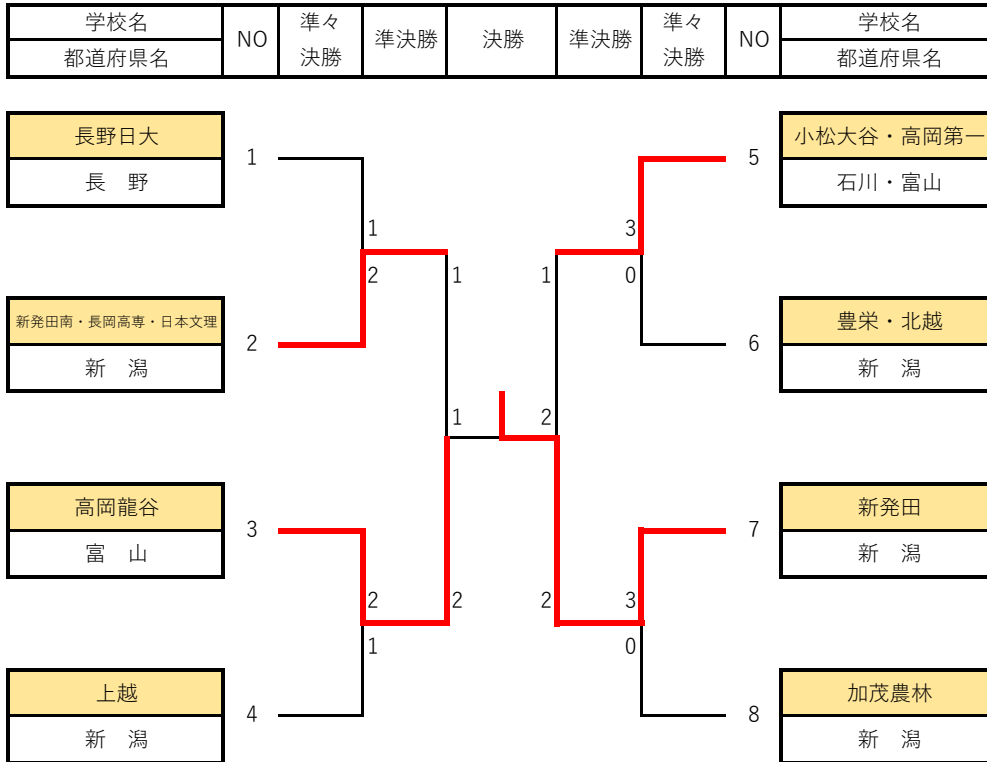 学校名
都道府県名
NO
準々
決勝
準決勝
決勝
準決勝
準々
決勝
NO
学校名
都道府県名
長野日大
長　野
1
5
小松大谷・高岡第一
石川・富山
1
3
2
1
1
0
新発田南・長岡高専・日本文理
新　潟
2
6
豊栄・北越
新　潟
1
2
高岡龍谷
富　山
3
7
新発田
新　潟
2
2
2
3
1
0
上越
新　潟
4
8
加茂農林
新　潟